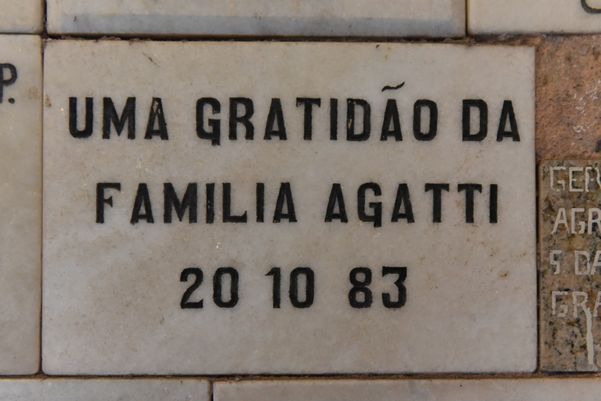 UMA GRATIDÃO DA
FAMILIA AGATTI
20 10 83
P.